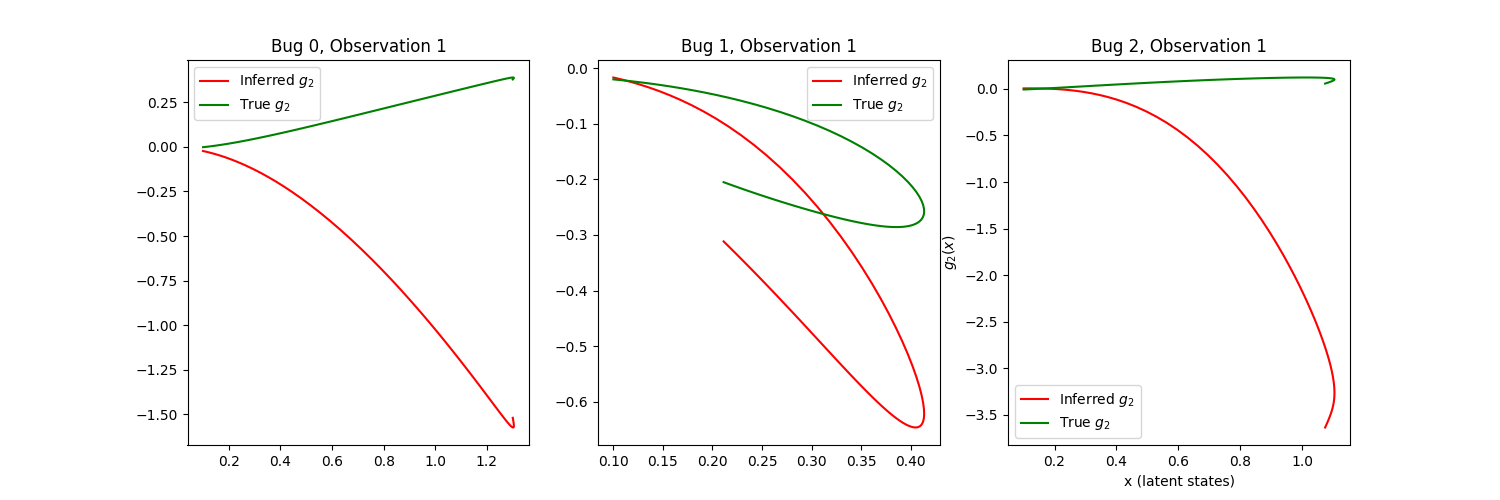 Bug 0, Observation 1
Inferred g₂
True g₂
0.25
0.00
−0.25
−0.50
−0.75
−1.00
−1.25
−1.50
0.2 0.4 0.6 0.8 1.0 1.2
Bug 1, Observation 1
Inferred g₂
True g₂
0.0
−0.1
−0.2
−0.3
−0.4
−0.5
−0.6
0.10 0.15 0.20 0.25 0.30 0.35 0.40
Bug 2, Observation 1
g₂(x)
0.0
−0.5
−1.0
−1.5
−2.0
−2.5
−3.0
−3.5
Inferred g₂
True g₂
0.2 0.4 0.6 0.8 1.0
x (latent states)